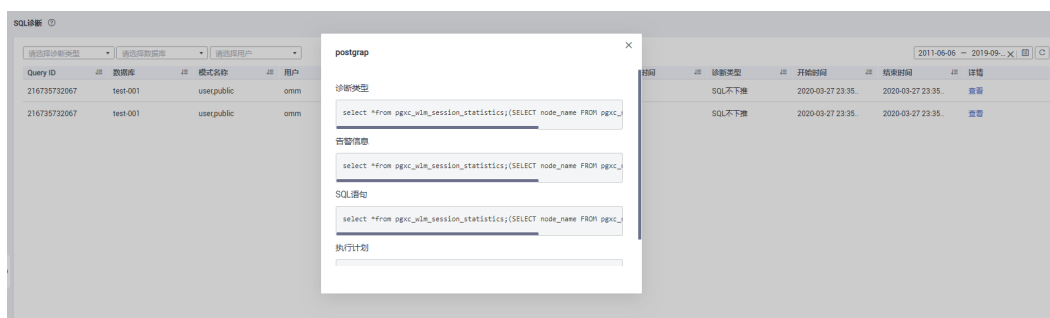 SQL诊断
请选择诊断类型 请选择数据库 请选择用户 2011-06-06 – 2019-09-...
Query ID 数据库 模式名称 用户 时间 诊断类型 开始时间 结束时间 详情
216735732067 test-001 user,public omm SQL不下推 2020-03-27 23:35.. 2020-03-27 23:35.. 查看
216735732067 test-001 user,public omm SQL不下推 2020-03-27 23:35.. 2020-03-27 23:35.. 查看
postgrap
诊断类型
select *from pgxc_wlm_session_statistics;(SELECT node_name FROM pgxc_
告警信息
select *from pgxc_wlm_session_statistics;(SELECT node_name FROM pgxc_
SQL语句
select *from pgxc_wlm_session_statistics;(SELECT node_name FROM pgxc_
执行计划